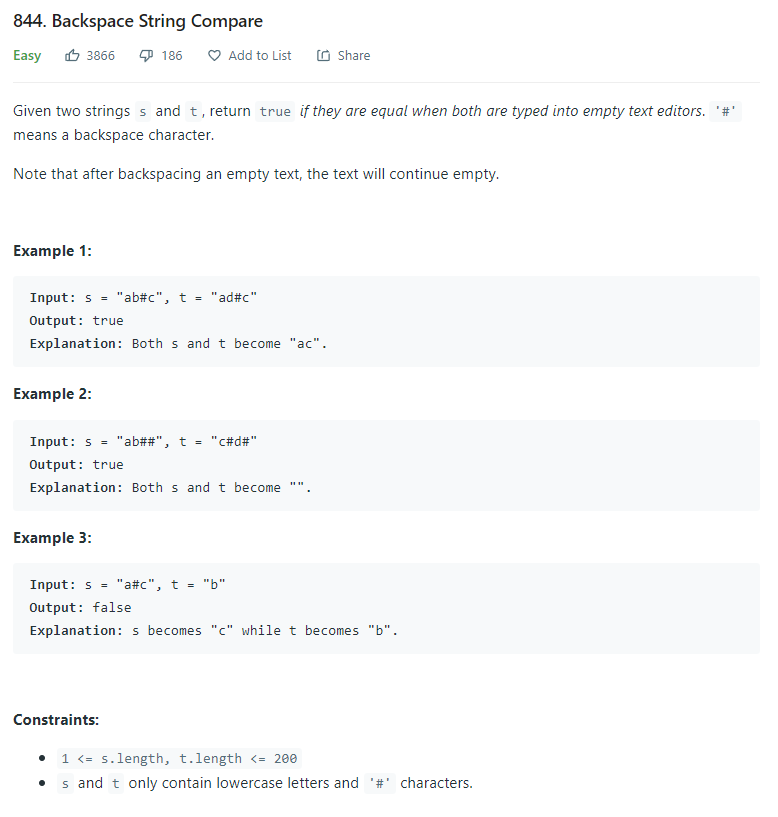 844. Backspace String Compare
Easy 3866 186 Add to List Share
Given two strings s and t, return true if they are equal when both are typed into empty text editors. '#'
means a backspace character.
Note that after backspacing an empty text, the text will continue empty.
Example 1:
Input: s = "ab#c", t = "ad#c"
Output: true
Explanation: Both s and t become "ac".
Example 2:
Input: s = "ab##", t = "c#d#"
Output: true
Explanation: Both s and t become "".
Example 3:
Input: s = "a#c", t = "b"
Output: false
Explanation: s becomes "c" while t becomes "b".
Constraints:
• 1 <= s.length, t.length <= 200
• s and t only contain lowercase letters and '#' characters.